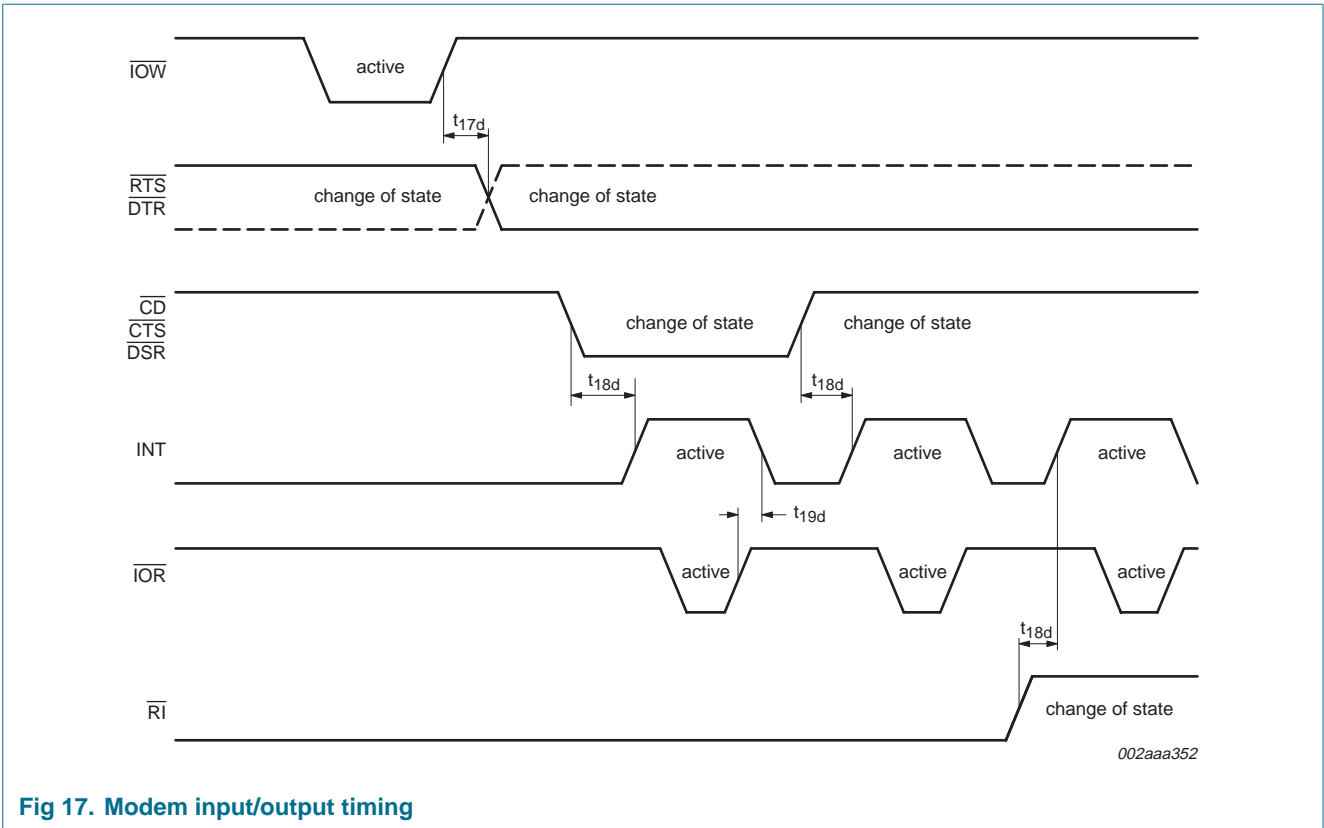 IOW
active
t17d
RTS
DTR
change of state
change of state
CD
CTS
DSR
change of state
change of state
t18d
t18d
INT
active
active
active
t19d
IOR
active
active
active
t18d
RI
change of state
002aaa352
Fig 17. Modem input/output timing